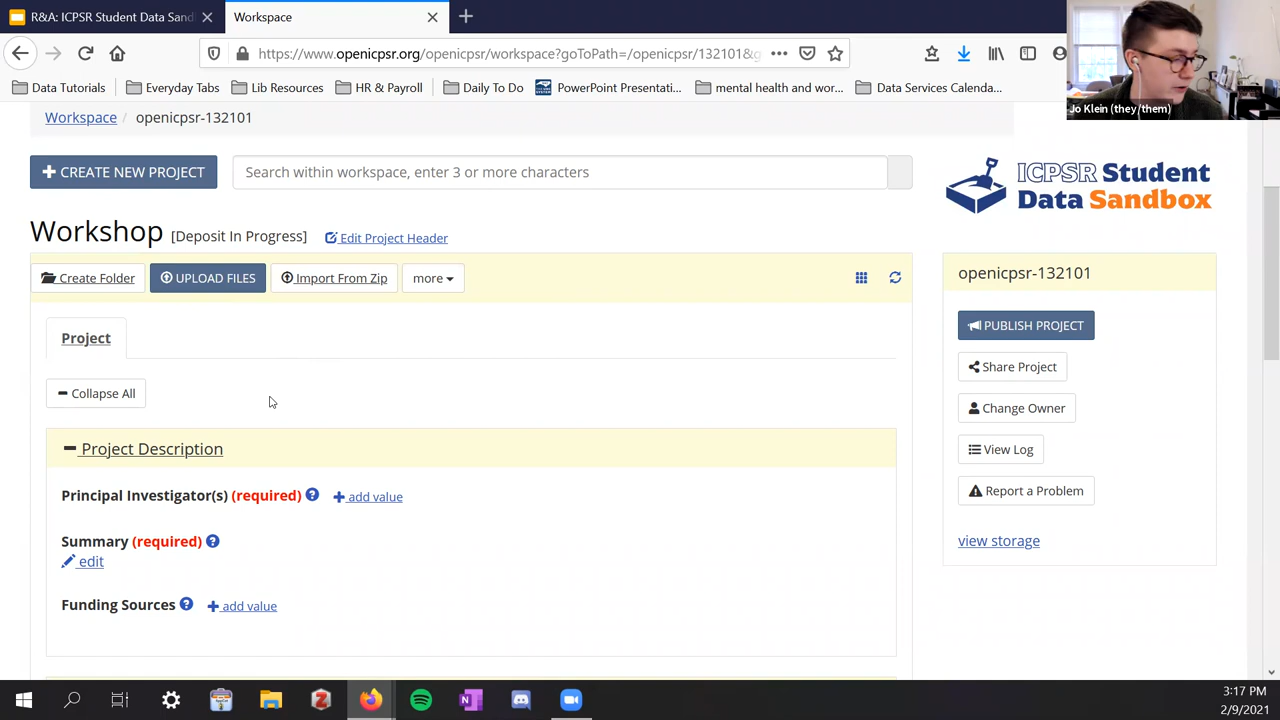 R&A: ICPSR Student Data Sand
Workspace
https://www.openicpsr.org/openicpsr/workspace?goToPath=/openicpsr/132101&
Data Tutorials
Everyday Tabs
Lib Resources
HR & Payroll
Daily To Do
PowerPoint Presentati...
mental health and wor...
Data Services Calenda...
Jo Klein (they/them)
Workspace / openicpsr-132101
CREATE NEW PROJECT
Search within workspace, enter 3 or more characters
ICPSR Student
Data Sandbox
Workshop [Deposit In Progress] Edit Project Header
Create Folder
UPLOAD FILES
Import From Zip
more
openicpsr-132101
PUBLISH PROJECT
Share Project
Change Owner
View Log
Report a Problem
view storage
Project
Collapse All
Project Description
Principal Investigator(s) (required) ? add value
Summary (required) ?
edit
Funding Sources ? add value
3:17 PM
2/9/2021